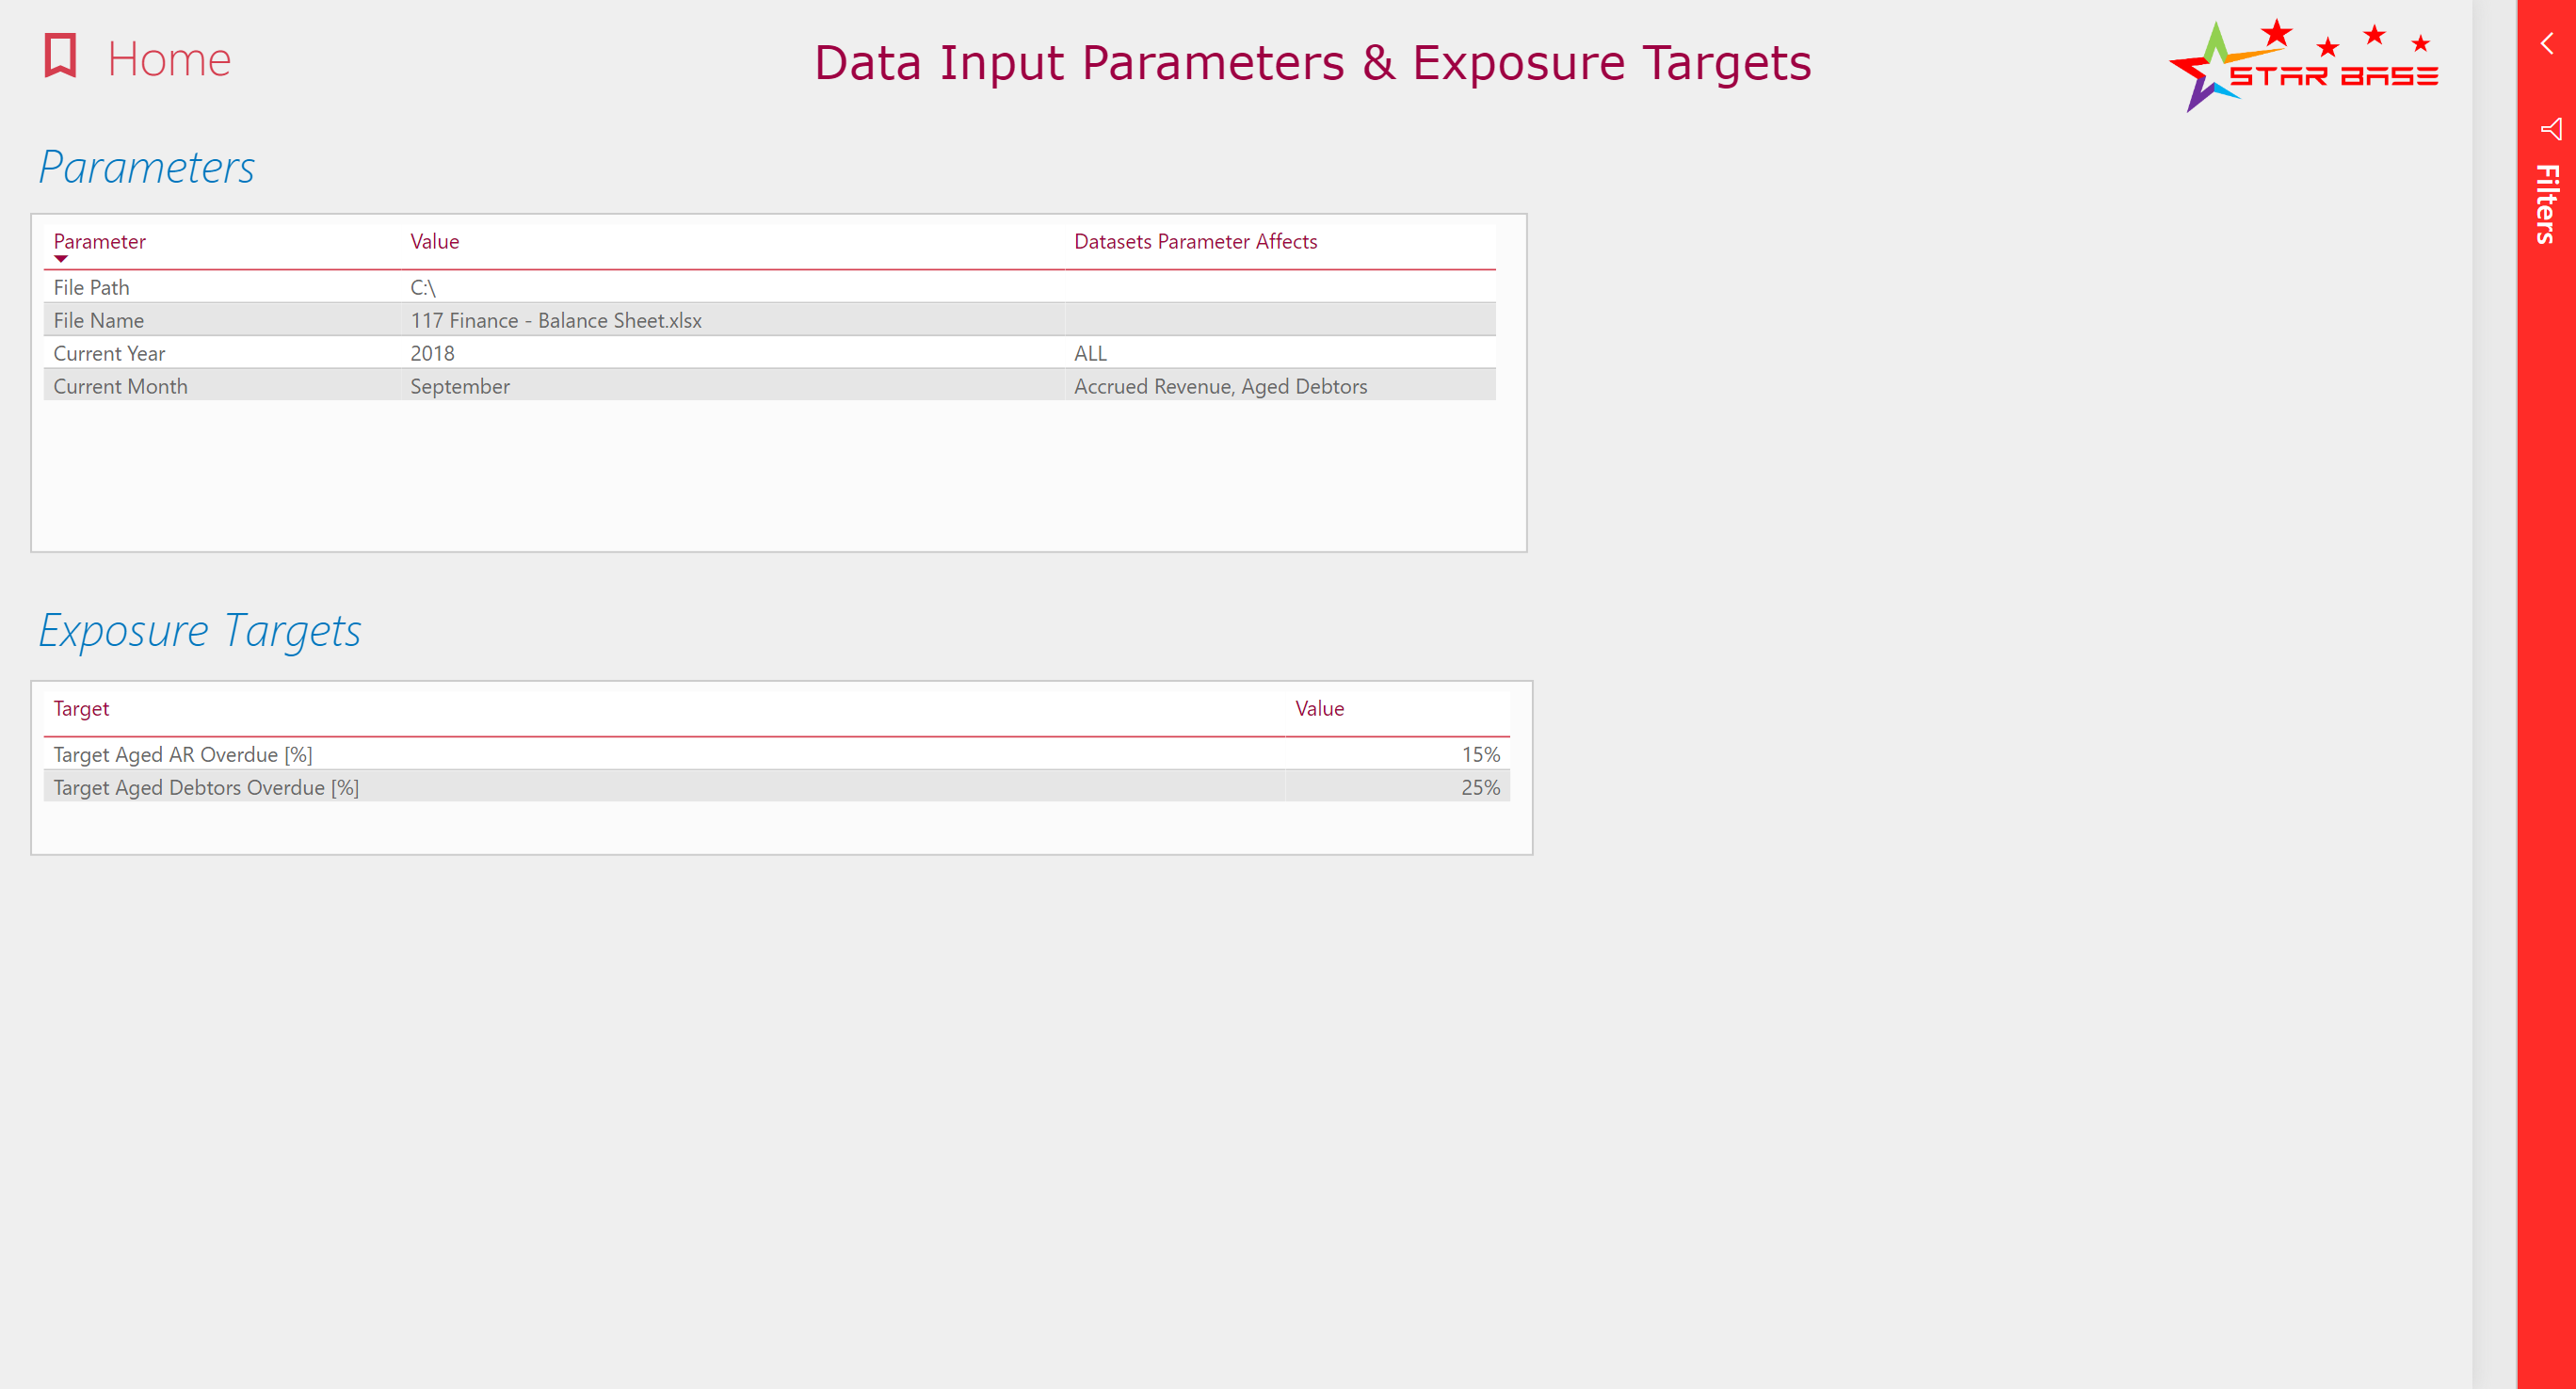 Home
Data Input Parameters & Exposure Targets
STAR BASE
Filters
Parameters
Parameter Value Datasets Parameter Affects
File Path C:\
File Name 117 Finance - Balance Sheet.xlsx
Current Year 2018 ALL
Current Month September Accrued Revenue, Aged Debtors
Exposure Targets
Target Value
Target Aged AR Overdue [%] 15%
Target Aged Debtors Overdue [%] 25%